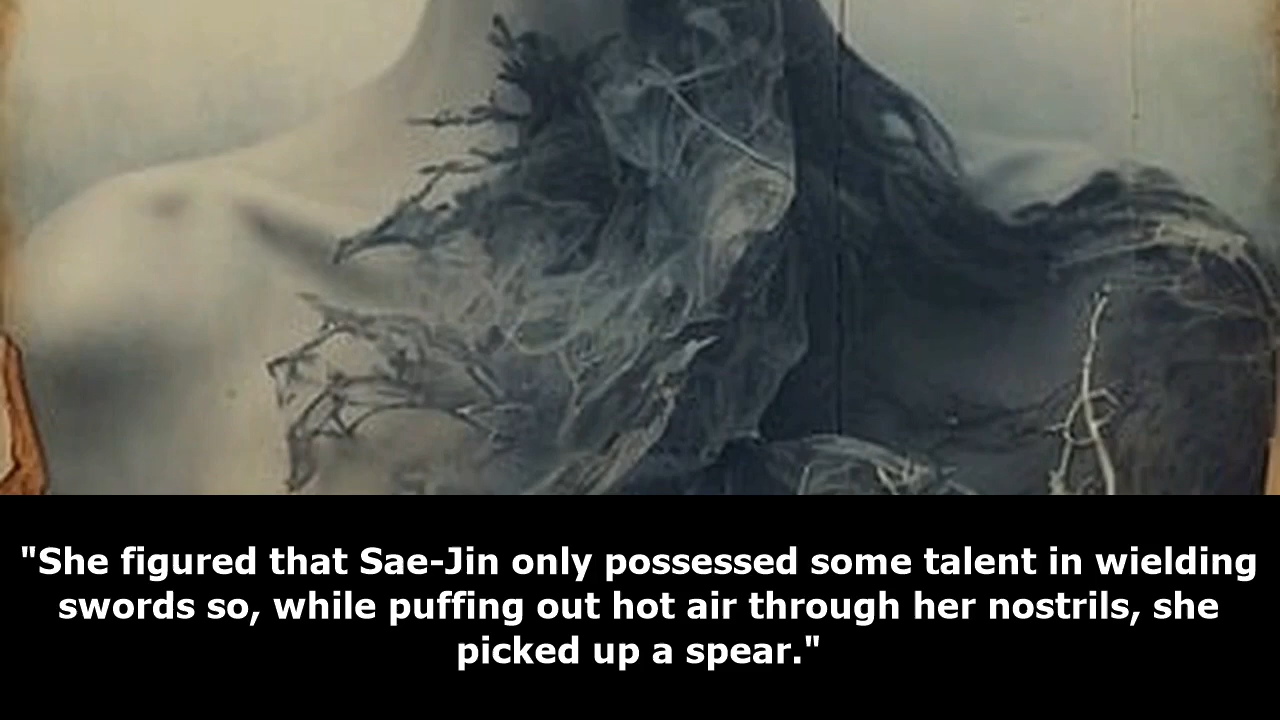 "She figured that Sae-Jin only possessed some talent in wielding
swords so, while puffing out hot air through her nostrils, she
picked up a spear."